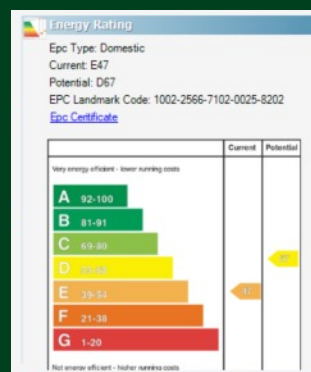 Energy Rating
Epc Type: Domestic
Current: E47
Potential: D67
EPC Landmark Code: 1002-2566-7102-0025-8202
Epc Certificate
Current Potential
Very energy efficient - lower running costs
A 92-100
B 81-91
C 69-80
D
E 39-54
F 21-38
G 1-20
Not energy efficient - higher running costs